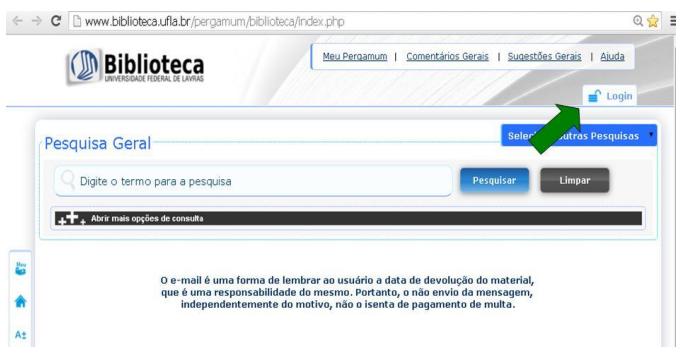 www.biblioteca.ufla.br/pergamum/biblioteca/index.php
Biblioteca
UNIVERSIDADE FEDERAL DE LAVRAS
Meu Pergamum | Comentários Gerais | Sugestões Gerais | Ajuda
Login
Pesquisa Geral
Outras Pesquisas
Digite o termo para a pesquisa
Pesquisar
Limpar
Abrir mais opções de consulta
Meu
O e-mail é uma forma de lembrar ao usuário a data de devolução do material,
que é uma responsabilidade do mesmo. Portanto, o não envio da mensagem,
independentemente do motivo, não o isenta de pagamento de multa.
A±